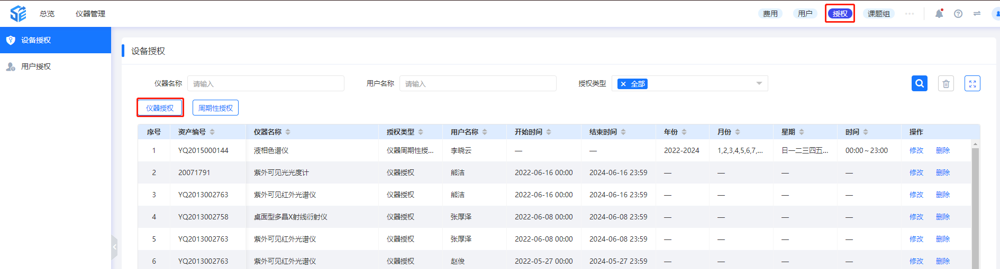 总览 仪器管理 费用 用户 授权 课题组
设备授权
用户授权
设备授权
仪器名称 请输入 用户名称 请输入 授权类型 × 全部
仪器授权 周期性授权
序号 资产编号 仪器名称 授权类型 用户名称 开始时间 结束时间 年份 月份 星期 时间 操作
1 YQ2015000144 液相色谱仪 仪器周期性授... 李晓云 — — 2022-2024 1,2,3,4,5,6,7,... 日一二三四五... 00:00～23:00 修改 删除
2 20071791 紫外可见光光度计 仪器授权 熊洁 2022-06-16 00:00 2024-06-16 23:59 — — — — 修改 删除
3 YQ2013002763 紫外可见红外光谱仪 仪器授权 熊洁 2022-06-16 00:00 2024-06-16 23:59 — — — — 修改 删除
4 YQ2013002758 桌面型多晶X射线衍射仪 仪器授权 张厚泽 2022-06-08 00:00 2024-06-08 23:59 — — — — 修改 删除
5 YQ2013002763 紫外可见红外光谱仪 仪器授权 张厚泽 2022-06-08 00:00 2024-06-08 23:59 — — — — 修改 删除
6 YQ2013002763 紫外可见红外光谱仪 仪器授权 赵俊 2022-05-27 00:00 2024-05-27 23:59 — — — — 修改 删除